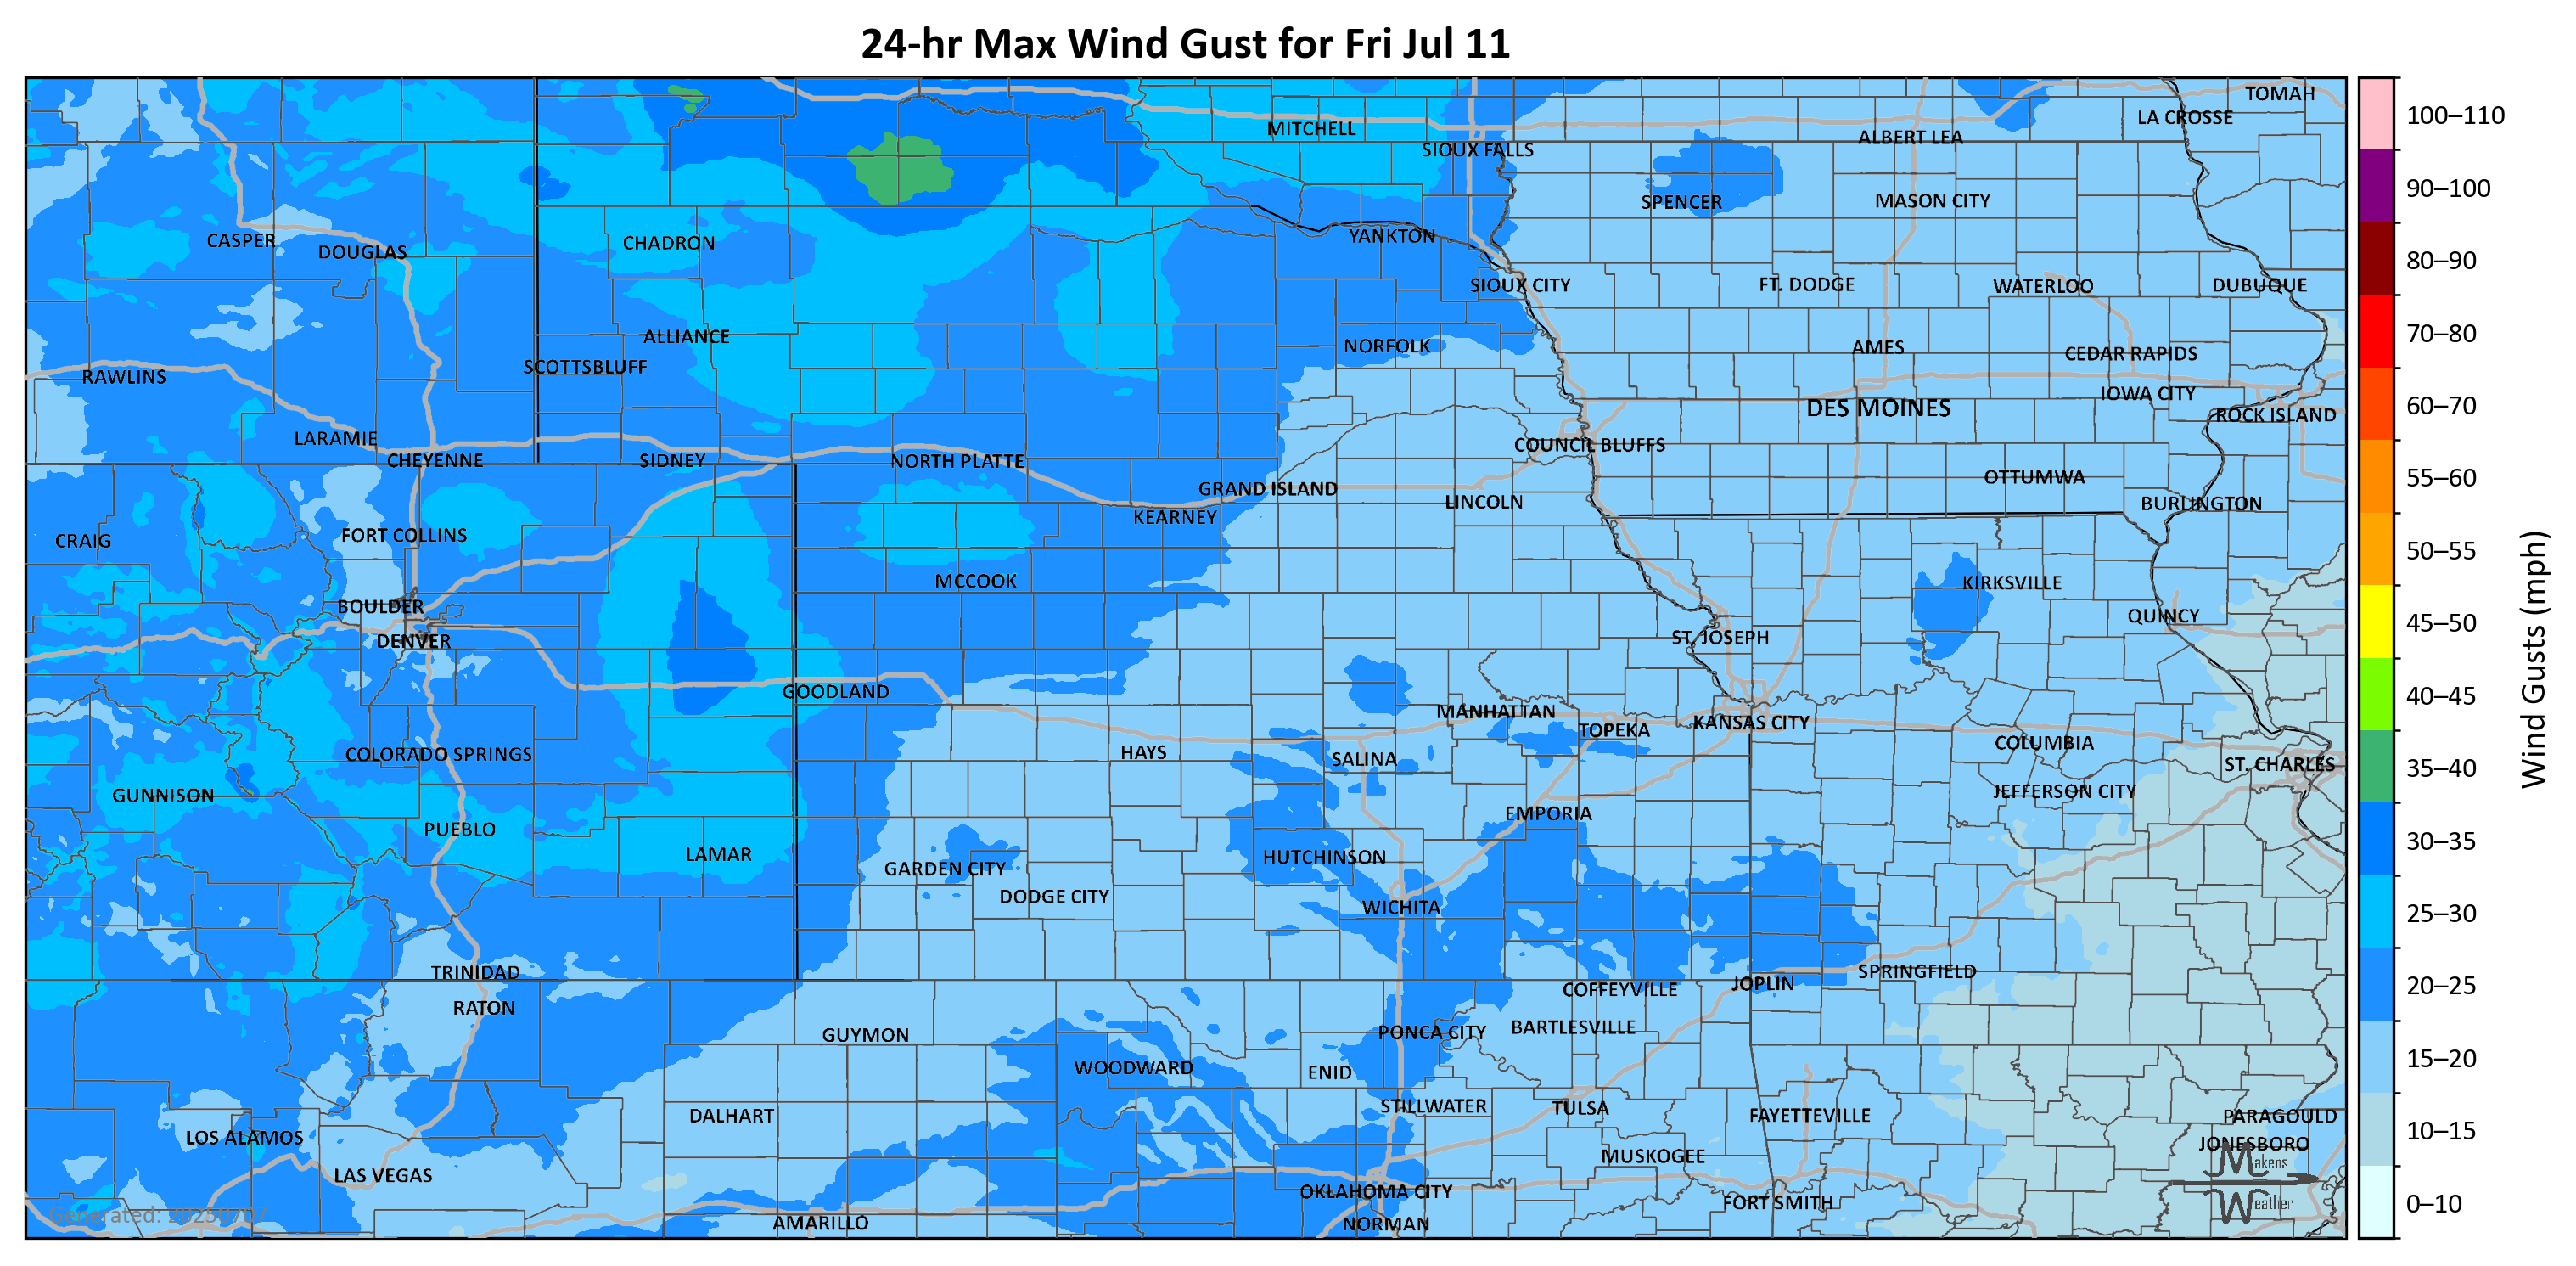 24-hr Max Wind Gust for Fri Jul 11
TOMAH
LA CROSSE
MITCHELL
ALBERT LEA
SIOUX FALLS
SPENCER
MASON CITY
CASPER
DOUGLAS
CHADRON
YANKTON
SIOUX CITY
FT. DODGE
WATERLOO
DUBUQUE
ALLIANCE
NORFOLK
AMES
CEDAR RAPIDS
SCOTTSBLUFF
RAWLINS
IOWA CITY
DES MOINES
ROCK ISLAND
LARAMIE
COUNCIL BLUFFS
CHEYENNE
SIDNEY
NORTH PLATTE
OTTUMWA
GRAND ISLAND
LINCOLN
BURLINGTON
KEARNEY
FORT COLLINS
CRAIG
MCCOOK
KIRKSVILLE
BOULDER
QUINCY
DENVER
ST. JOSEPH
GOODLAND
MANHATTAN
TOPEKA
KANSAS CITY
COLORADO SPRINGS
HAYS
SALINA
COLUMBIA
ST. CHARLES
GUNNISON
JEFFERSON CITY
EMPORIA
PUEBLO
LAMAR
HUTCHINSON
GARDEN CITY
DODGE CITY
WICHITA
TRINIDAD
SPRINGFIELD
JOPLIN
COFFEYVILLE
RATON
GUYMON
PONCA CITY
BARTLESVILLE
WOODWARD
ENID
STILLWATER
TULSA
DALHART
FAYETTEVILLE
PARAGOULD
LOS ALAMOS
JONESBORO
MUSKOGEE
LAS VEGAS
OKLAHOMA CITY
FORT SMITH
AMARILLO
NORMAN
Generated: 20250707
Makens
Weather
100–110
90–100
80–90
70–80
60–70
55–60
50–55
45–50
40–45
35–40
30–35
25–30
20–25
15–20
10–15
0–10
Wind Gusts (mph)